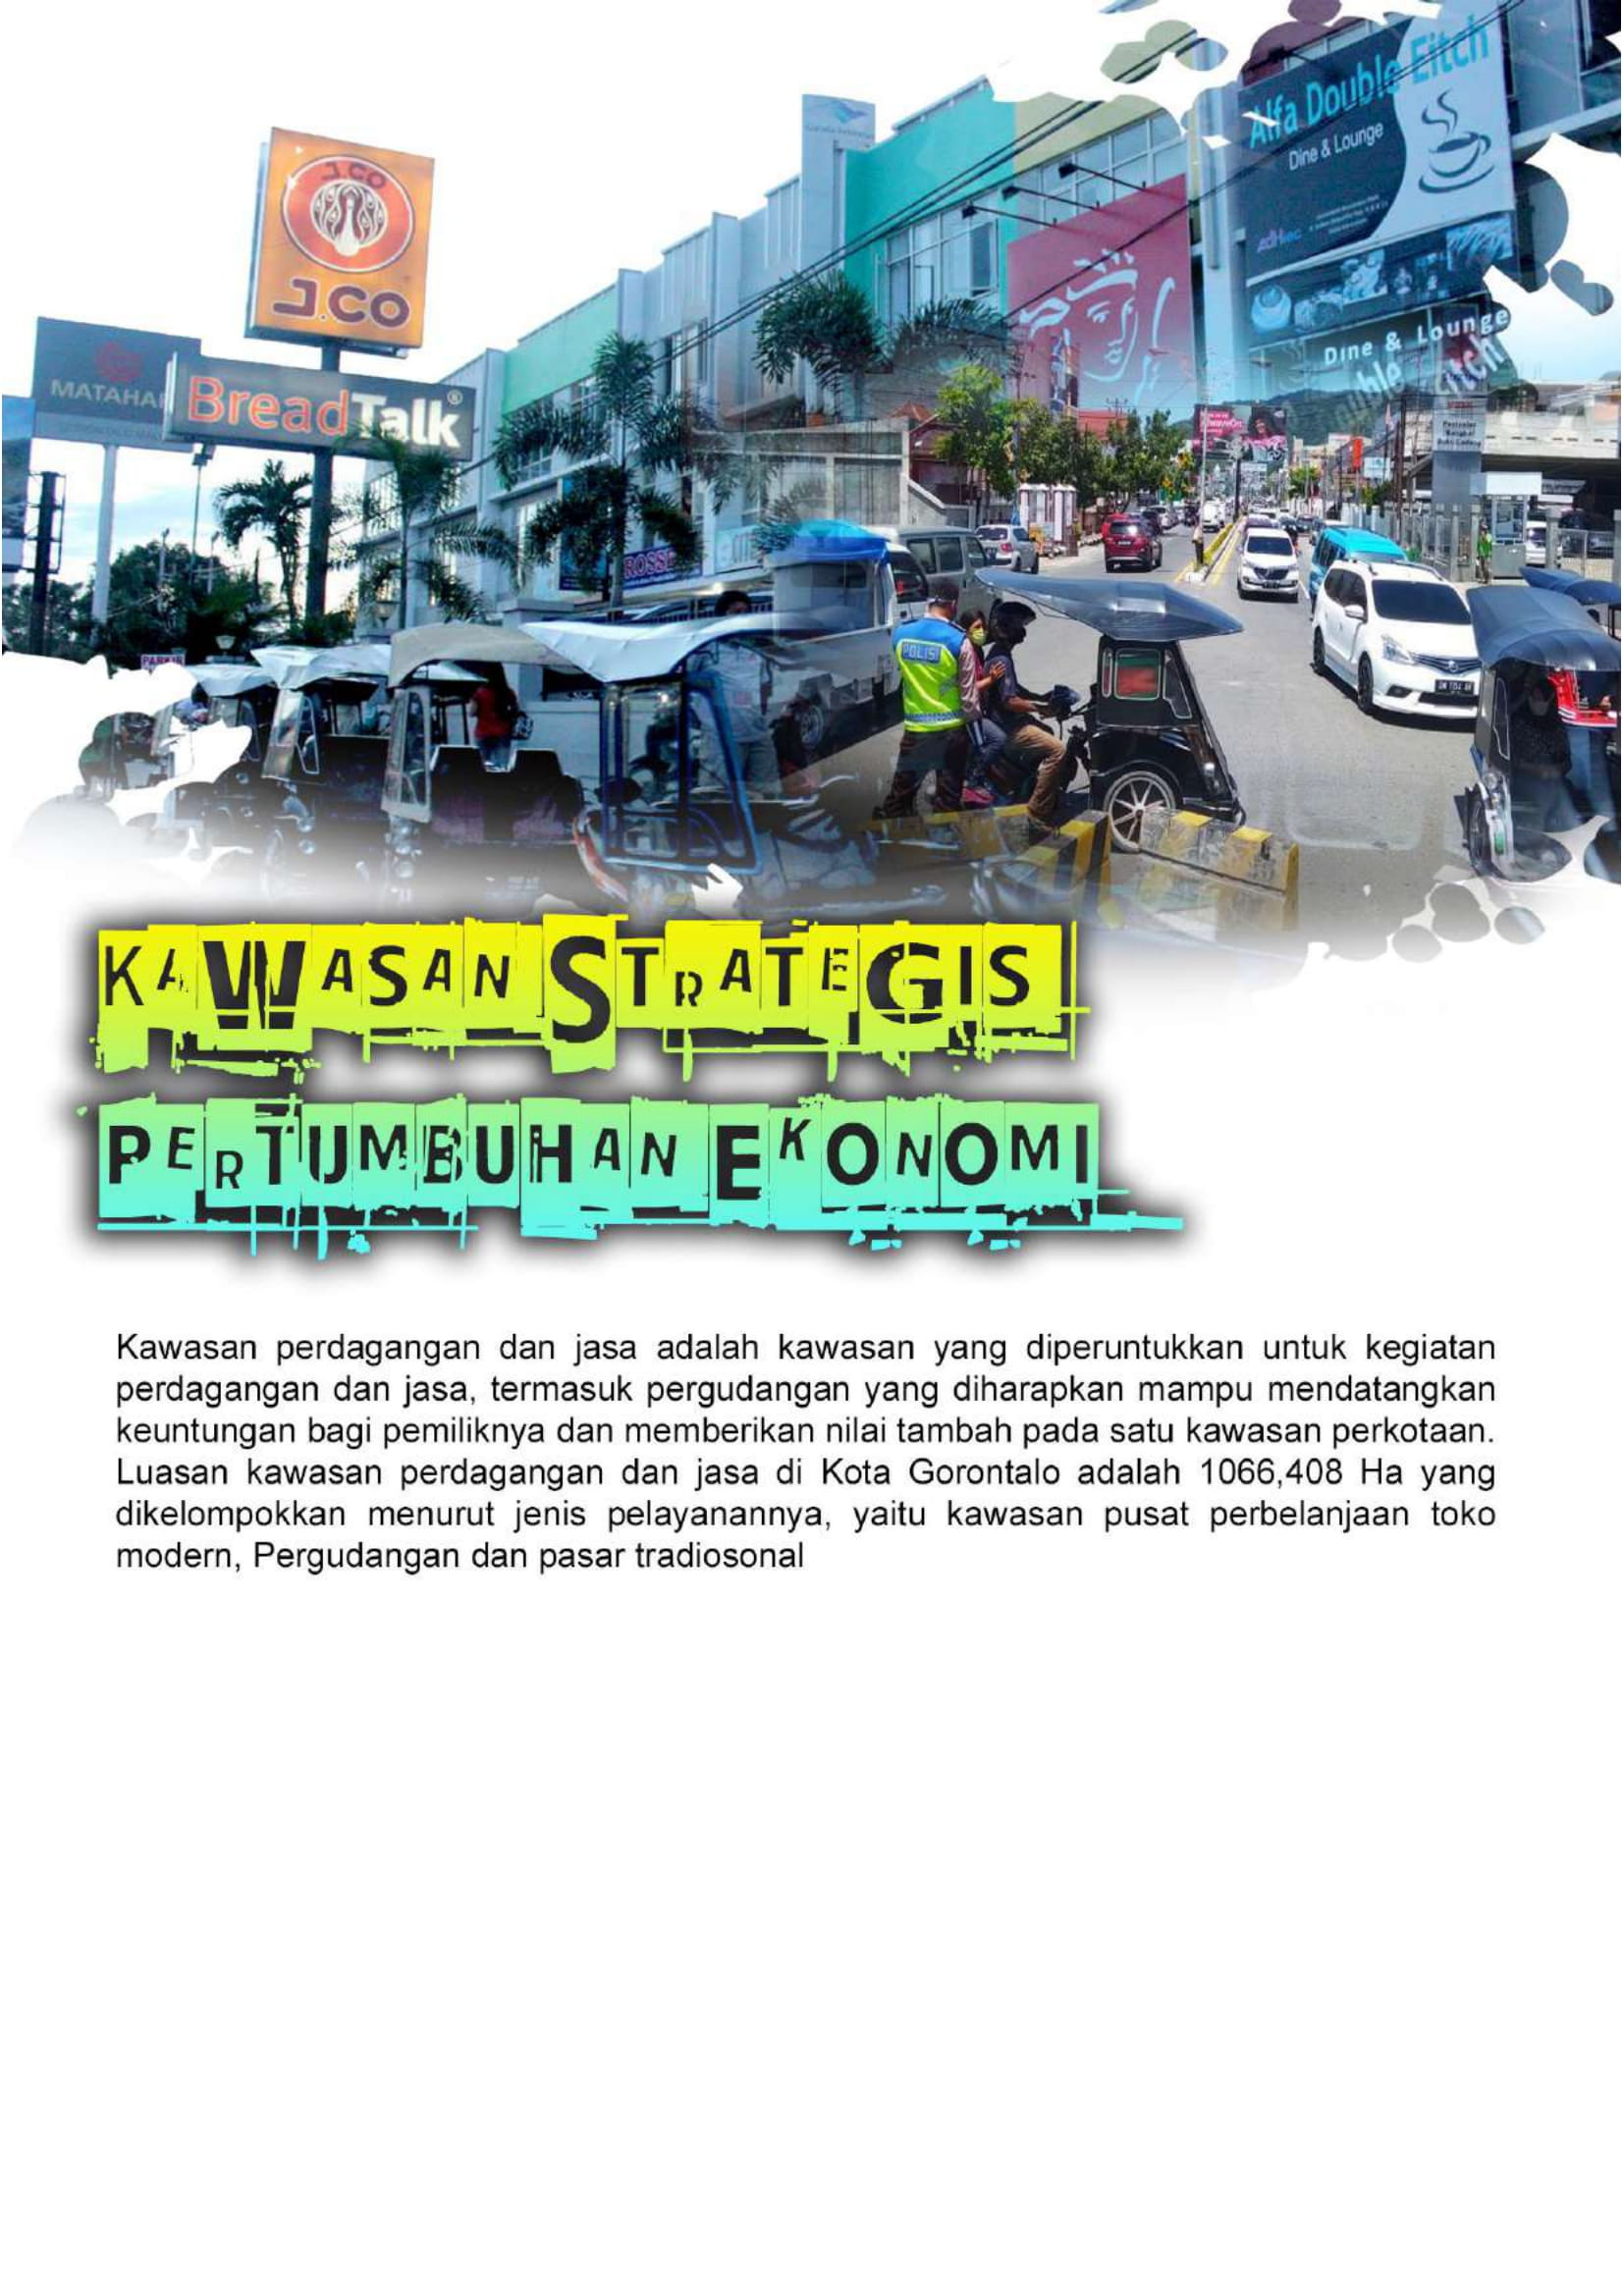 Alfa Double Eitch
Dine & Lounge
J.CO
J.CO
MATAHA
BreadTalk
Dine & Lounge
ROSSE
POLISI
PARKIR
KAWASAN STRATEGIS
PERTUMBUHAN EKONOMI
Kawasan perdagangan dan jasa adalah kawasan yang diperuntukkan untuk kegiatan
perdagangan dan jasa, termasuk pergudangan yang diharapkan mampu mendatangkan
keuntungan bagi pemiliknya dan memberikan nilai tambah pada satu kawasan perkotaan.
Luasan kawasan perdagangan dan jasa di Kota Gorontalo adalah 1066,408 Ha yang
dikelompokkan menurut jenis pelayanannya, yaitu kawasan pusat perbelanjaan toko
modern, Pergudangan dan pasar tradiosonal